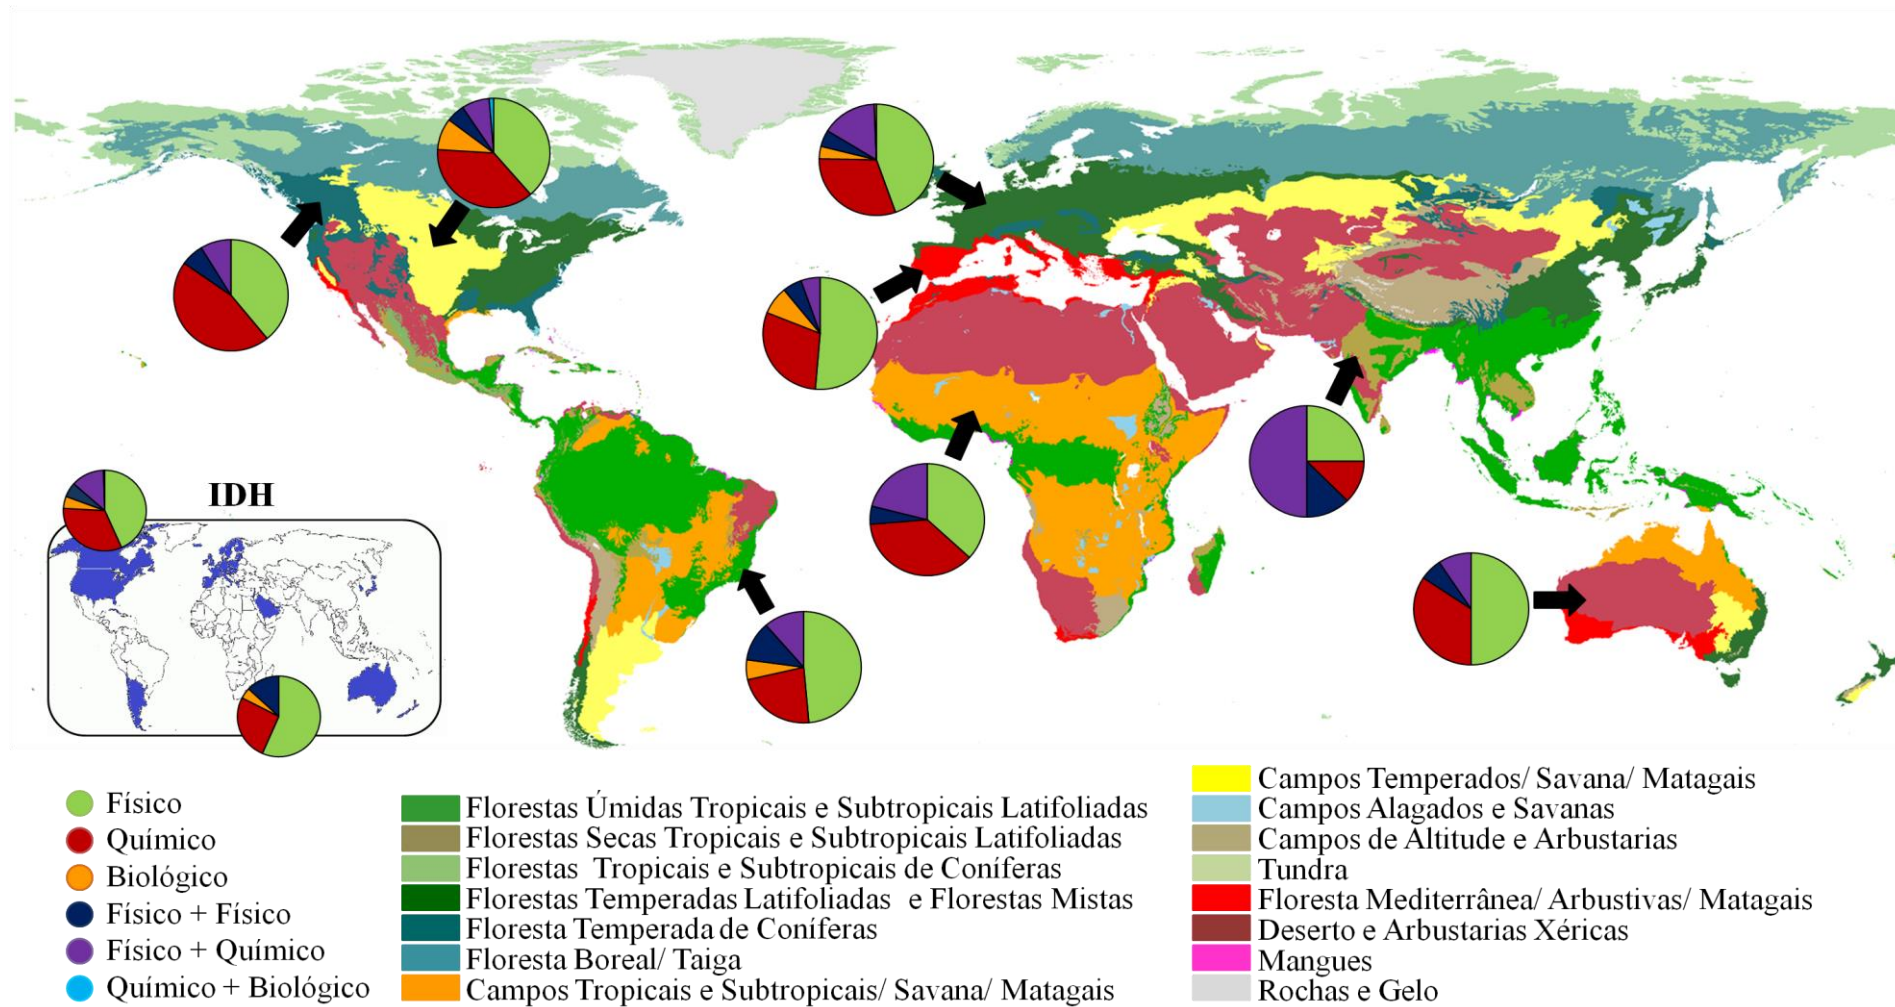 IDH
Físico
Químico
Biológico
Físico + Físico
Físico + Químico
Químico + Biológico
Florestas Úmidas Tropicais e Subtropicais Latifoliadas
Florestas Secas Tropicais e Subtropicais Latifoliadas
Florestas Tropicais e Subtropicais de Coníferas
Florestas Temperadas Latifoliadas e Florestas Mistas
Floresta Temperada de Coníferas
Floresta Boreal/ Taiga
Campos Tropicais e Subtropicais/ Savana/ Matagais
Campos Temperados/ Savana/ Matagais
Campos Alagados e Savanas
Campos de Altitude e Arbustarias
Tundra
Floresta Mediterrânea/ Arbustivas/ Matagais
Deserto e Arbustarias Xéricas
Mangues
Rochas e Gelo